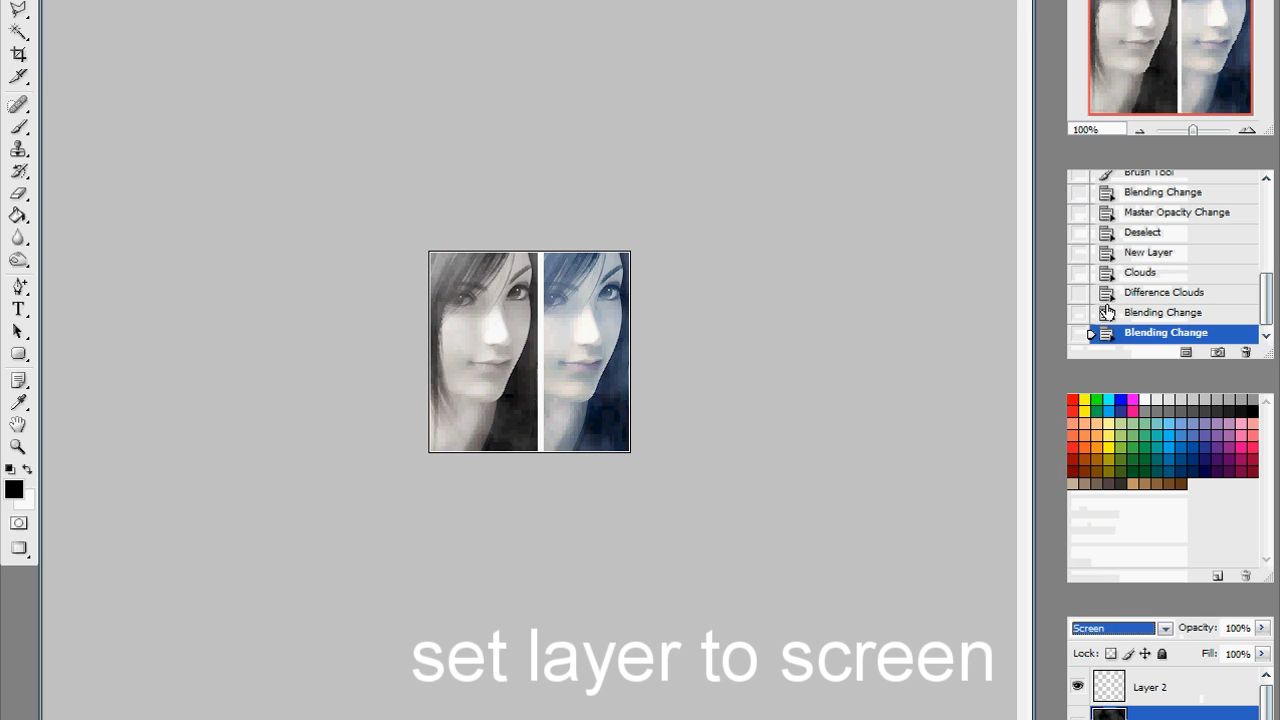 100%
Brush Tool
Blending Change
Master Opacity Change
Deselect
New Layer
Clouds
Difference Clouds
Blending Change
Blending Change
Screen Opacity: 100%
Lock: Fill: 100%
Layer 2
set layer to screen